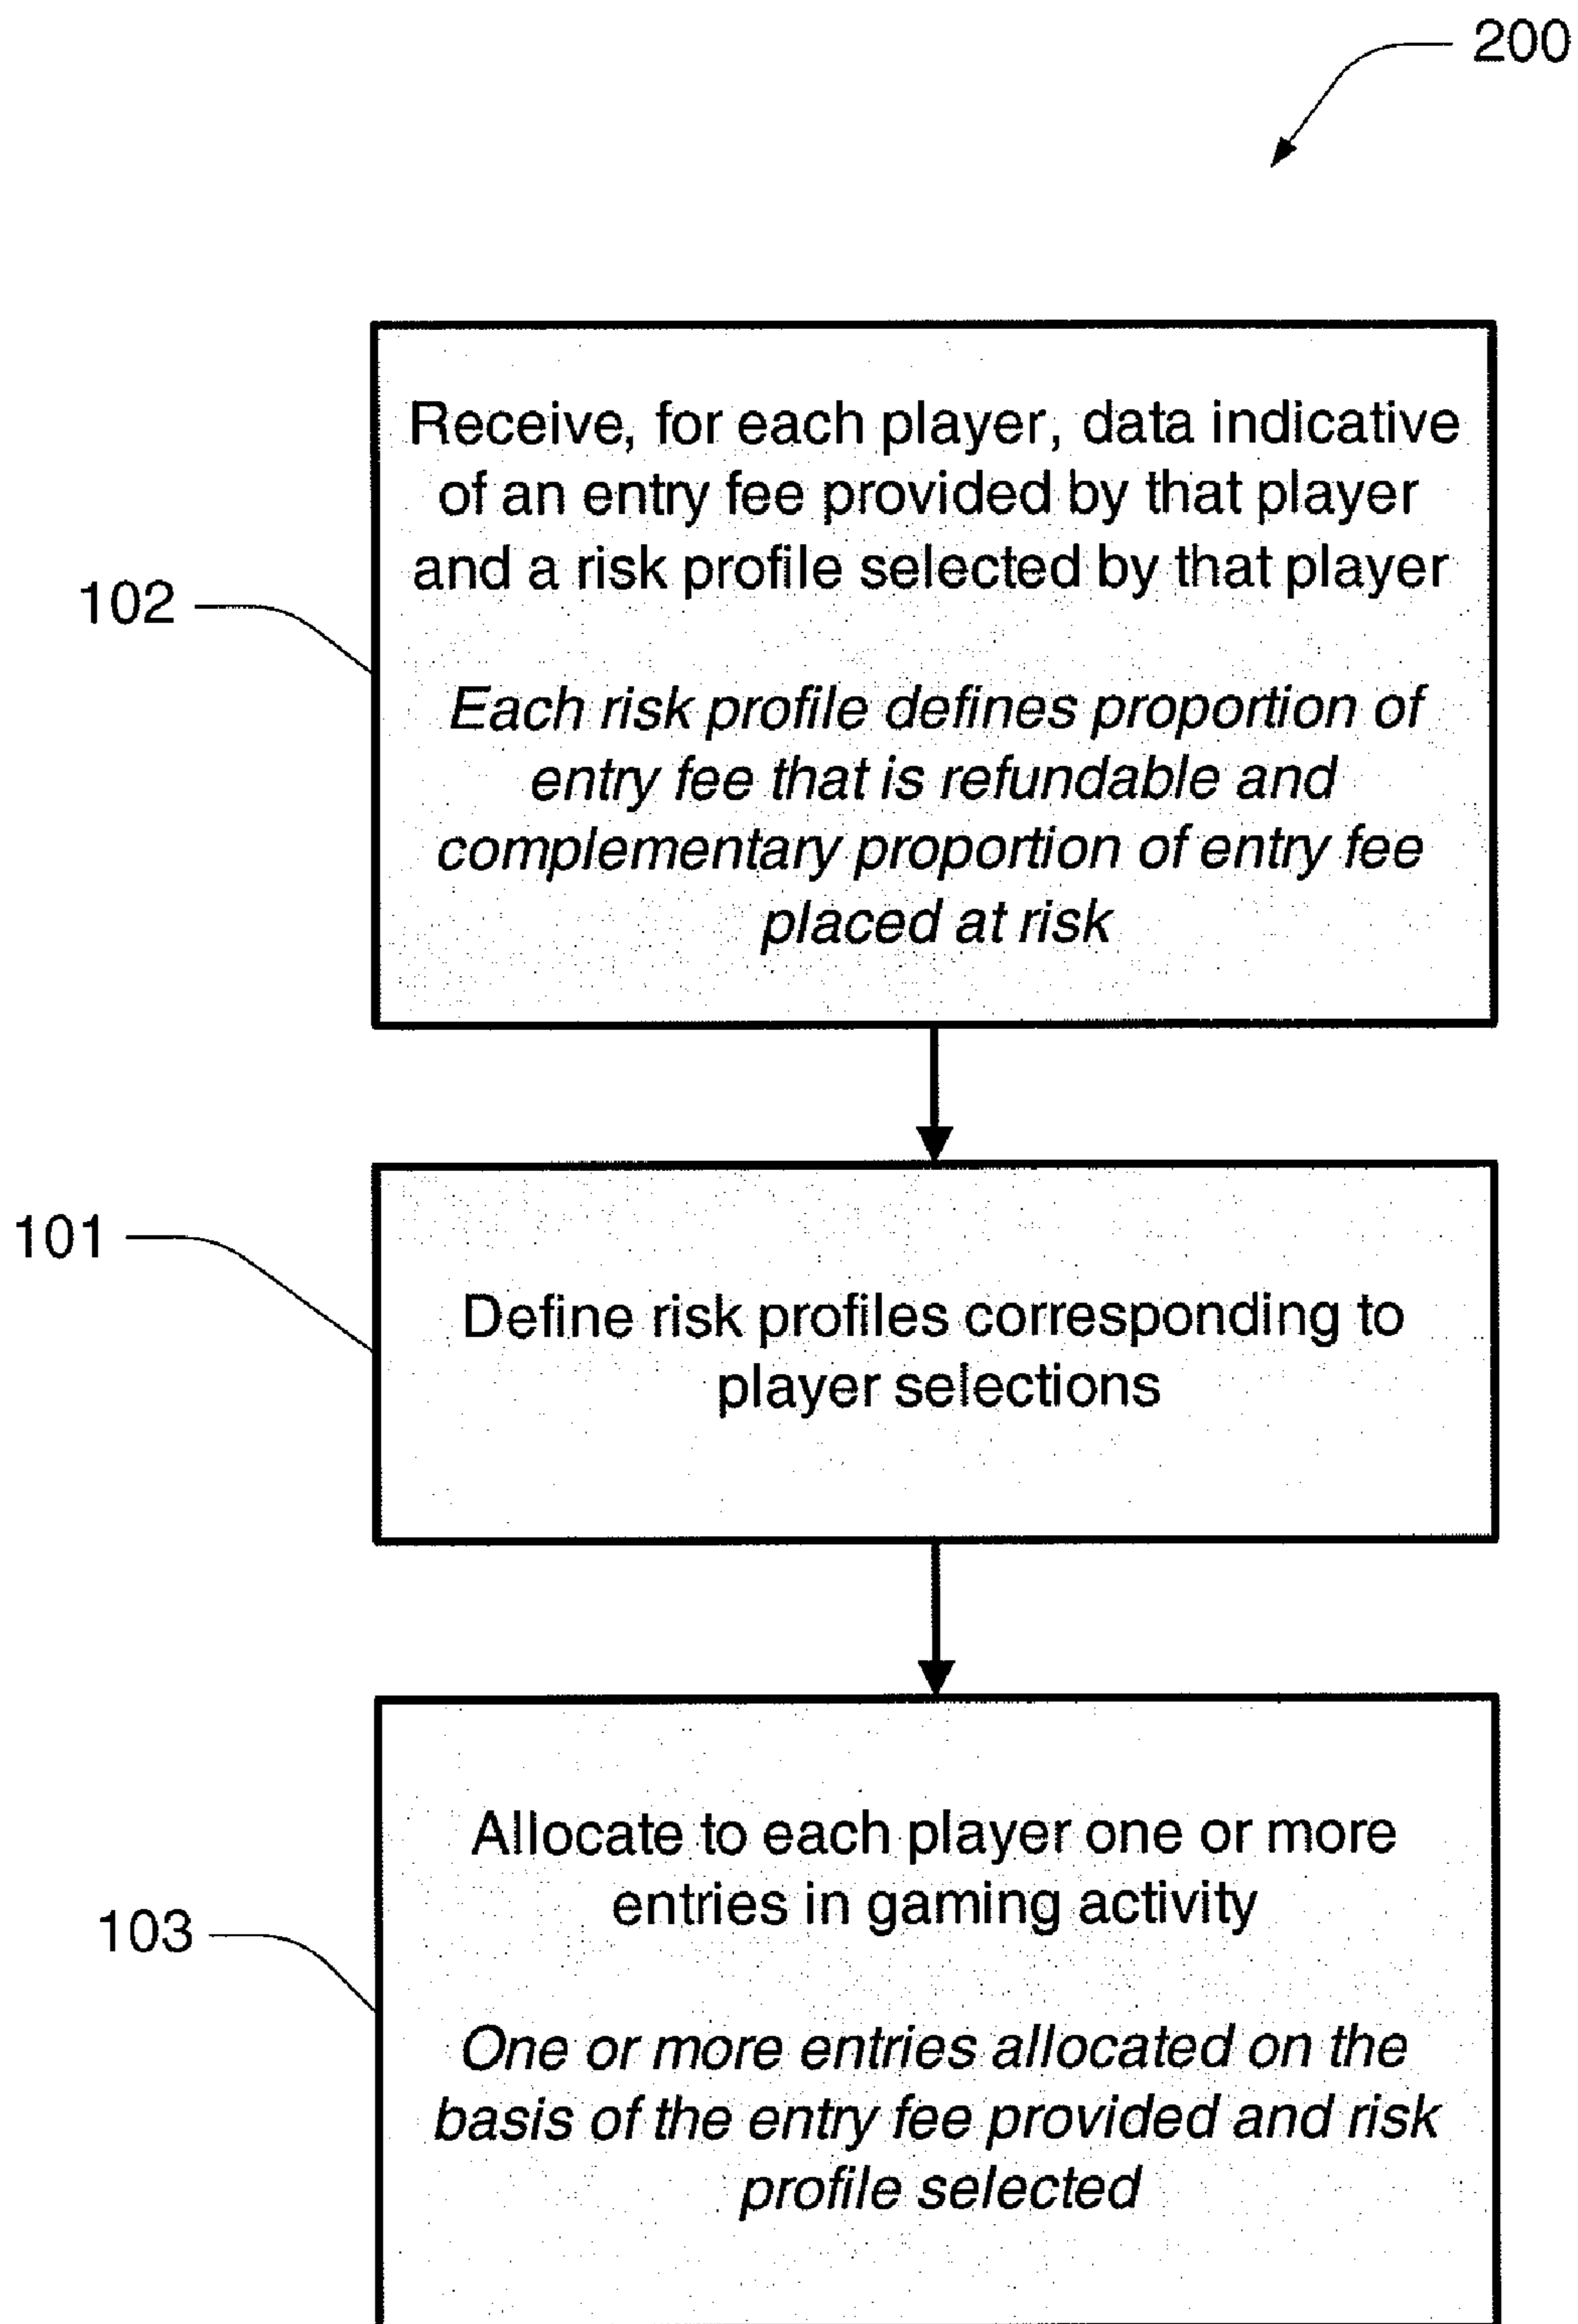 200
Receive, for each player, data indicative
of an entry fee provided by that player
and a risk profile selected by that player
102
Each risk profile defines proportion of
entry fee that is refundable and
complementary proportion of entry fee
placed at risk
101
Define risk profiles corresponding to
player selections
Allocate to each player one or more
entries in gaming activity
103
One or more entries allocated on the
basis of the entry fee provided and risk
profile selected